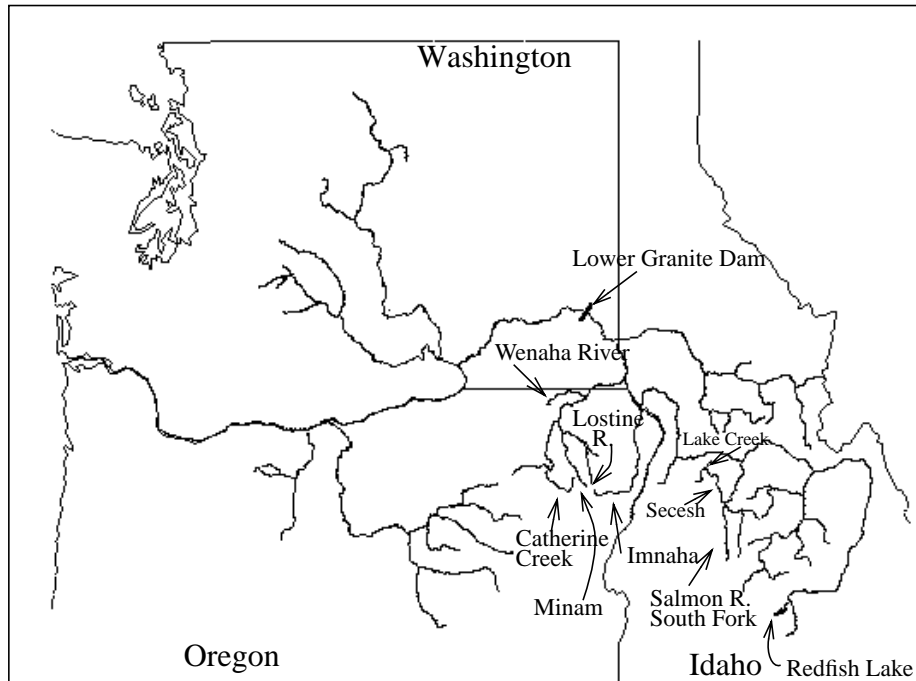 Washington
Lower Granite Dam
Wenaha River
Lostine
R.
Lake Creek
Secesh
Catherine
Creek
Imnaha
Minam
Salmon R.
South Fork
Oregon
Idaho
Redfish Lake